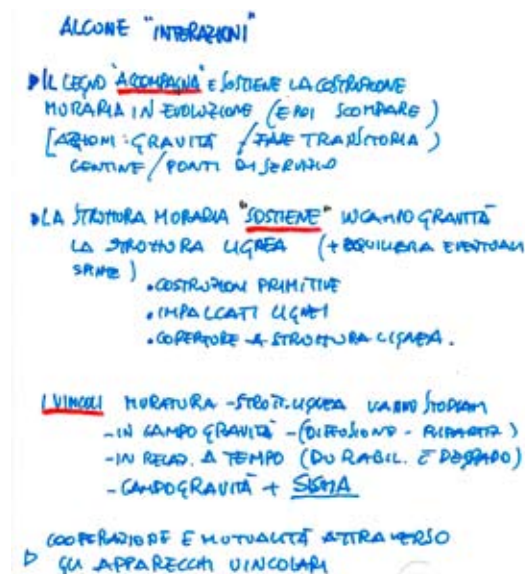 ALCUNE "INTERAZIONI"
IL LEGNO "ACCOMPAGNA" E SOSTIENE LA COSTRUZIONE
MURARIA IN EVOLUZIONE (E POI SCOMPARE)
[AZIONI: GRAVITÀ / FASE TRANSITORIA)
CENTINE / PONTI DI SERVIZIO
LA STRUTTURA MURARIA "SOSTIENE" IN CAMPO GRAVITÀ
LA STRUTTURA LIGNEA (+ EQUILIBRA EVENTUALI
SPINTE)
• COSTRUZIONI PRIMITIVE
• IMPALCATI LIGNEI
• COPERTURE A STRUTTURA LIGNEA.
I VINCOLI MURATURA - STRUTT. LIGNEA VANNO STUDIATI
- IN CAMPO GRAVITÀ - (DIFFUSIONE - RIPARTIZ)
- IN RELAZ. A TEMPO (DURABIL. E DEGRADO)
- CAMPO GRAVITÀ + SISMA
COOPERAZIONE E MUTUALITÀ ATTRAVERSO
GLI APPARECCHI VINCOLARI